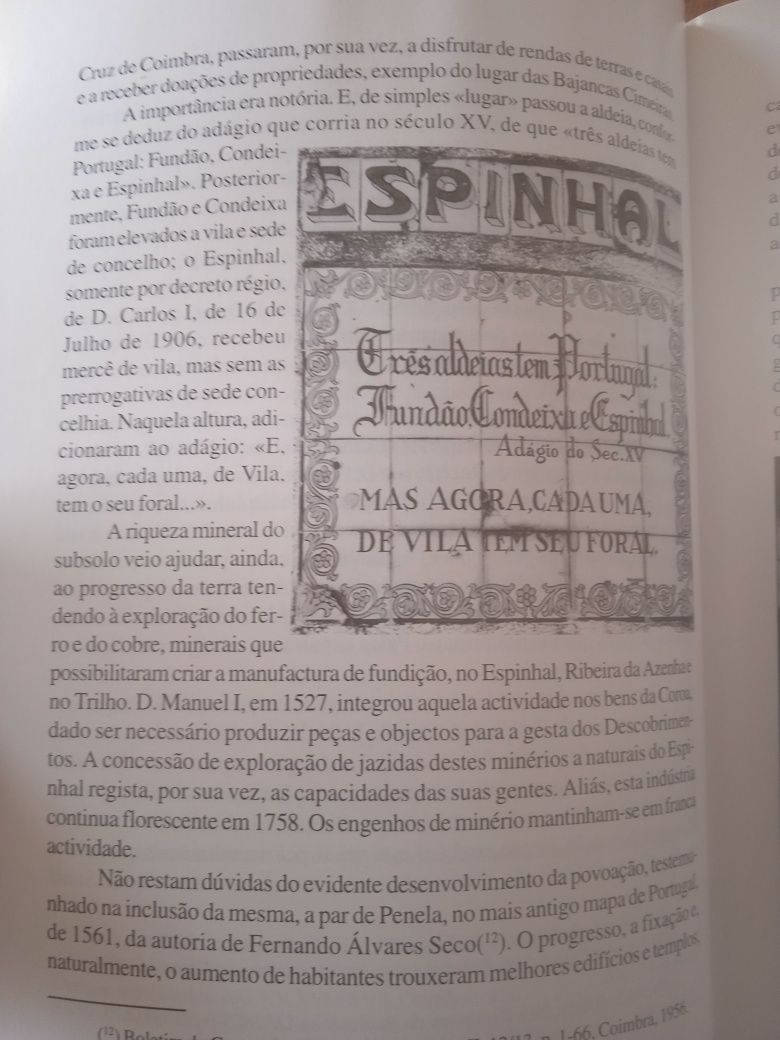 Cruz de Coimbra, passaram, por sua vez, a disfrutar de rendas de terras e casais
e a receber doações de propriedades, exemplo do lugar das Bajancas Cimeiras.
A importância era notória. E, de simples «lugar» passou a aldeia, confor-
me se deduz do adágio que corria no século XV, de que «três aldeias tem
Portugal: Fundão, Condei-
xa e Espinhal». Posterior-
mente, Fundão e Condeixa
foram elevados a vila e sede
de concelho; o Espinhal,
somente por decreto régio,
de D. Carlos I, de 16 de
Julho de 1906, recebeu
mercê de vila, mas sem as
prerrogativas de sede con-
celhia. Naquela altura, adi-
cionaram ao adágio: «E,
agora, cada uma, de Vila,
tem o seu foral...».
ESPINHAL
Três aldeias tem Portugal:
Fundão, Condeixa e Espinhal.
Adágio do Sec. XV
MAS AGORA, CADA UMA,
DE VILA TEM SEU FORAL.
A riqueza mineral do
subsolo veio ajudar, ainda,
ao progresso da terra ten-
dendo à exploração do fer-
ro e do cobre, minerais que
possibilitaram criar a manufactura de fundição, no Espinhal, Ribeira da Azenha e
no Trilho. D. Manuel I, em 1527, integrou aquela actividade nos bens da Coroa,
dado ser necessário produzir peças e objectos para a gesta dos Descobrimen-
tos. A concessão de exploração de jazidas destes minérios a naturais do Espi-
nhal regista, por sua vez, as capacidades das suas gentes. Aliás, esta indústria
continua florescente em 1758. Os engenhos de minério mantinham-se em franca
actividade.
Não restam dúvidas do evidente desenvolvimento da povoação, testemu-
nhado na inclusão da mesma, a par de Penela, no mais antigo mapa de Portugal,
de 1561, da autoria de Fernando Álvares Seco(¹²). O progresso, a fixação e,
naturalmente, o aumento de habitantes trouxeram melhores edifícios e templos,
(¹²) 1-66, Coimbra, 1956.